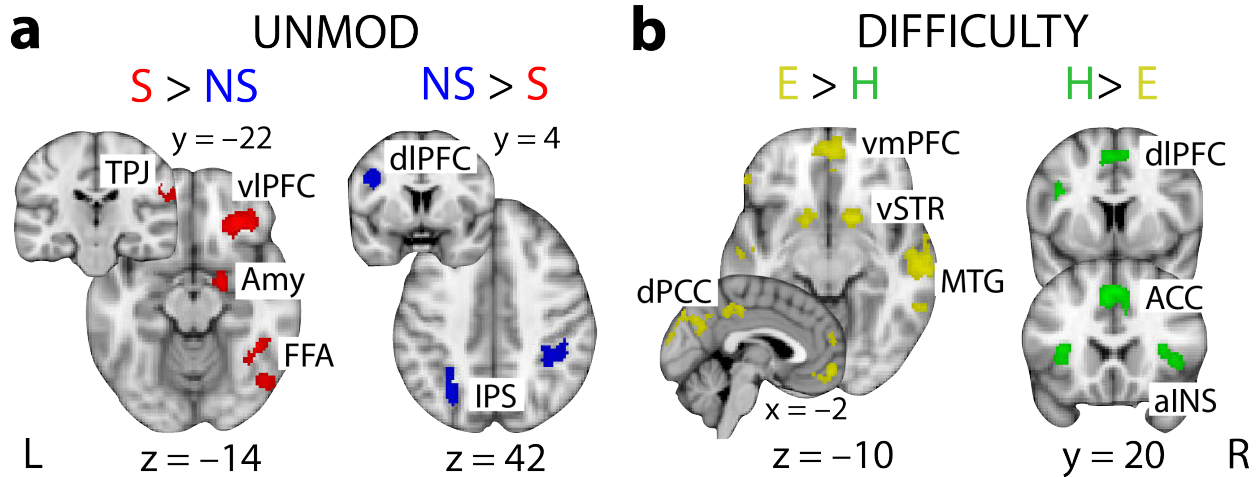 a UNMOD
S > NS
NS > S
y = –22
y = 4
TPJ
vlPFC
Amy
FFA
dlPFC
IPS
L
z = –14
z = 42
b DIFFICULTY
E > H
H> E
vmPFC
vSTR
MTG
dPCC
x = –2
z = –10
dlPFC
ACC
aINS
y = 20
R